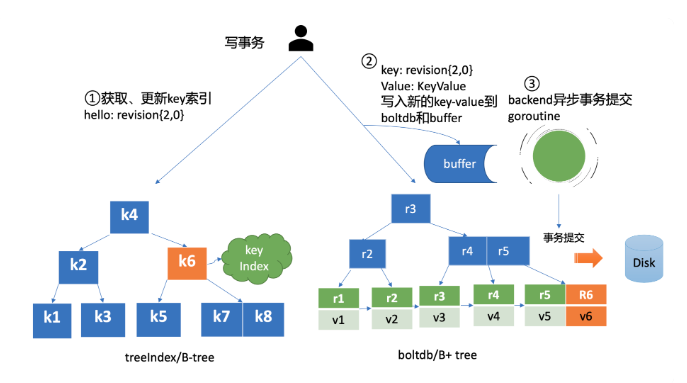 写事务
①获取、更新key索引
hello: revision{2,0}
②
key: revision{2,0}
Value: KeyValue
写入新的key-value到
boltdb和buffer
③
backend异步事务提交
goroutine
buffer
事务提交
Disk
k4
k2
k6
key
Index
k1
k3
k5
k7
k8
treeIndex/B-tree
r3
r2
r4
r5
r1
r2
r3
r4
r5
R6
v1
v2
v3
v4
v5
v6
boltdb/B+ tree